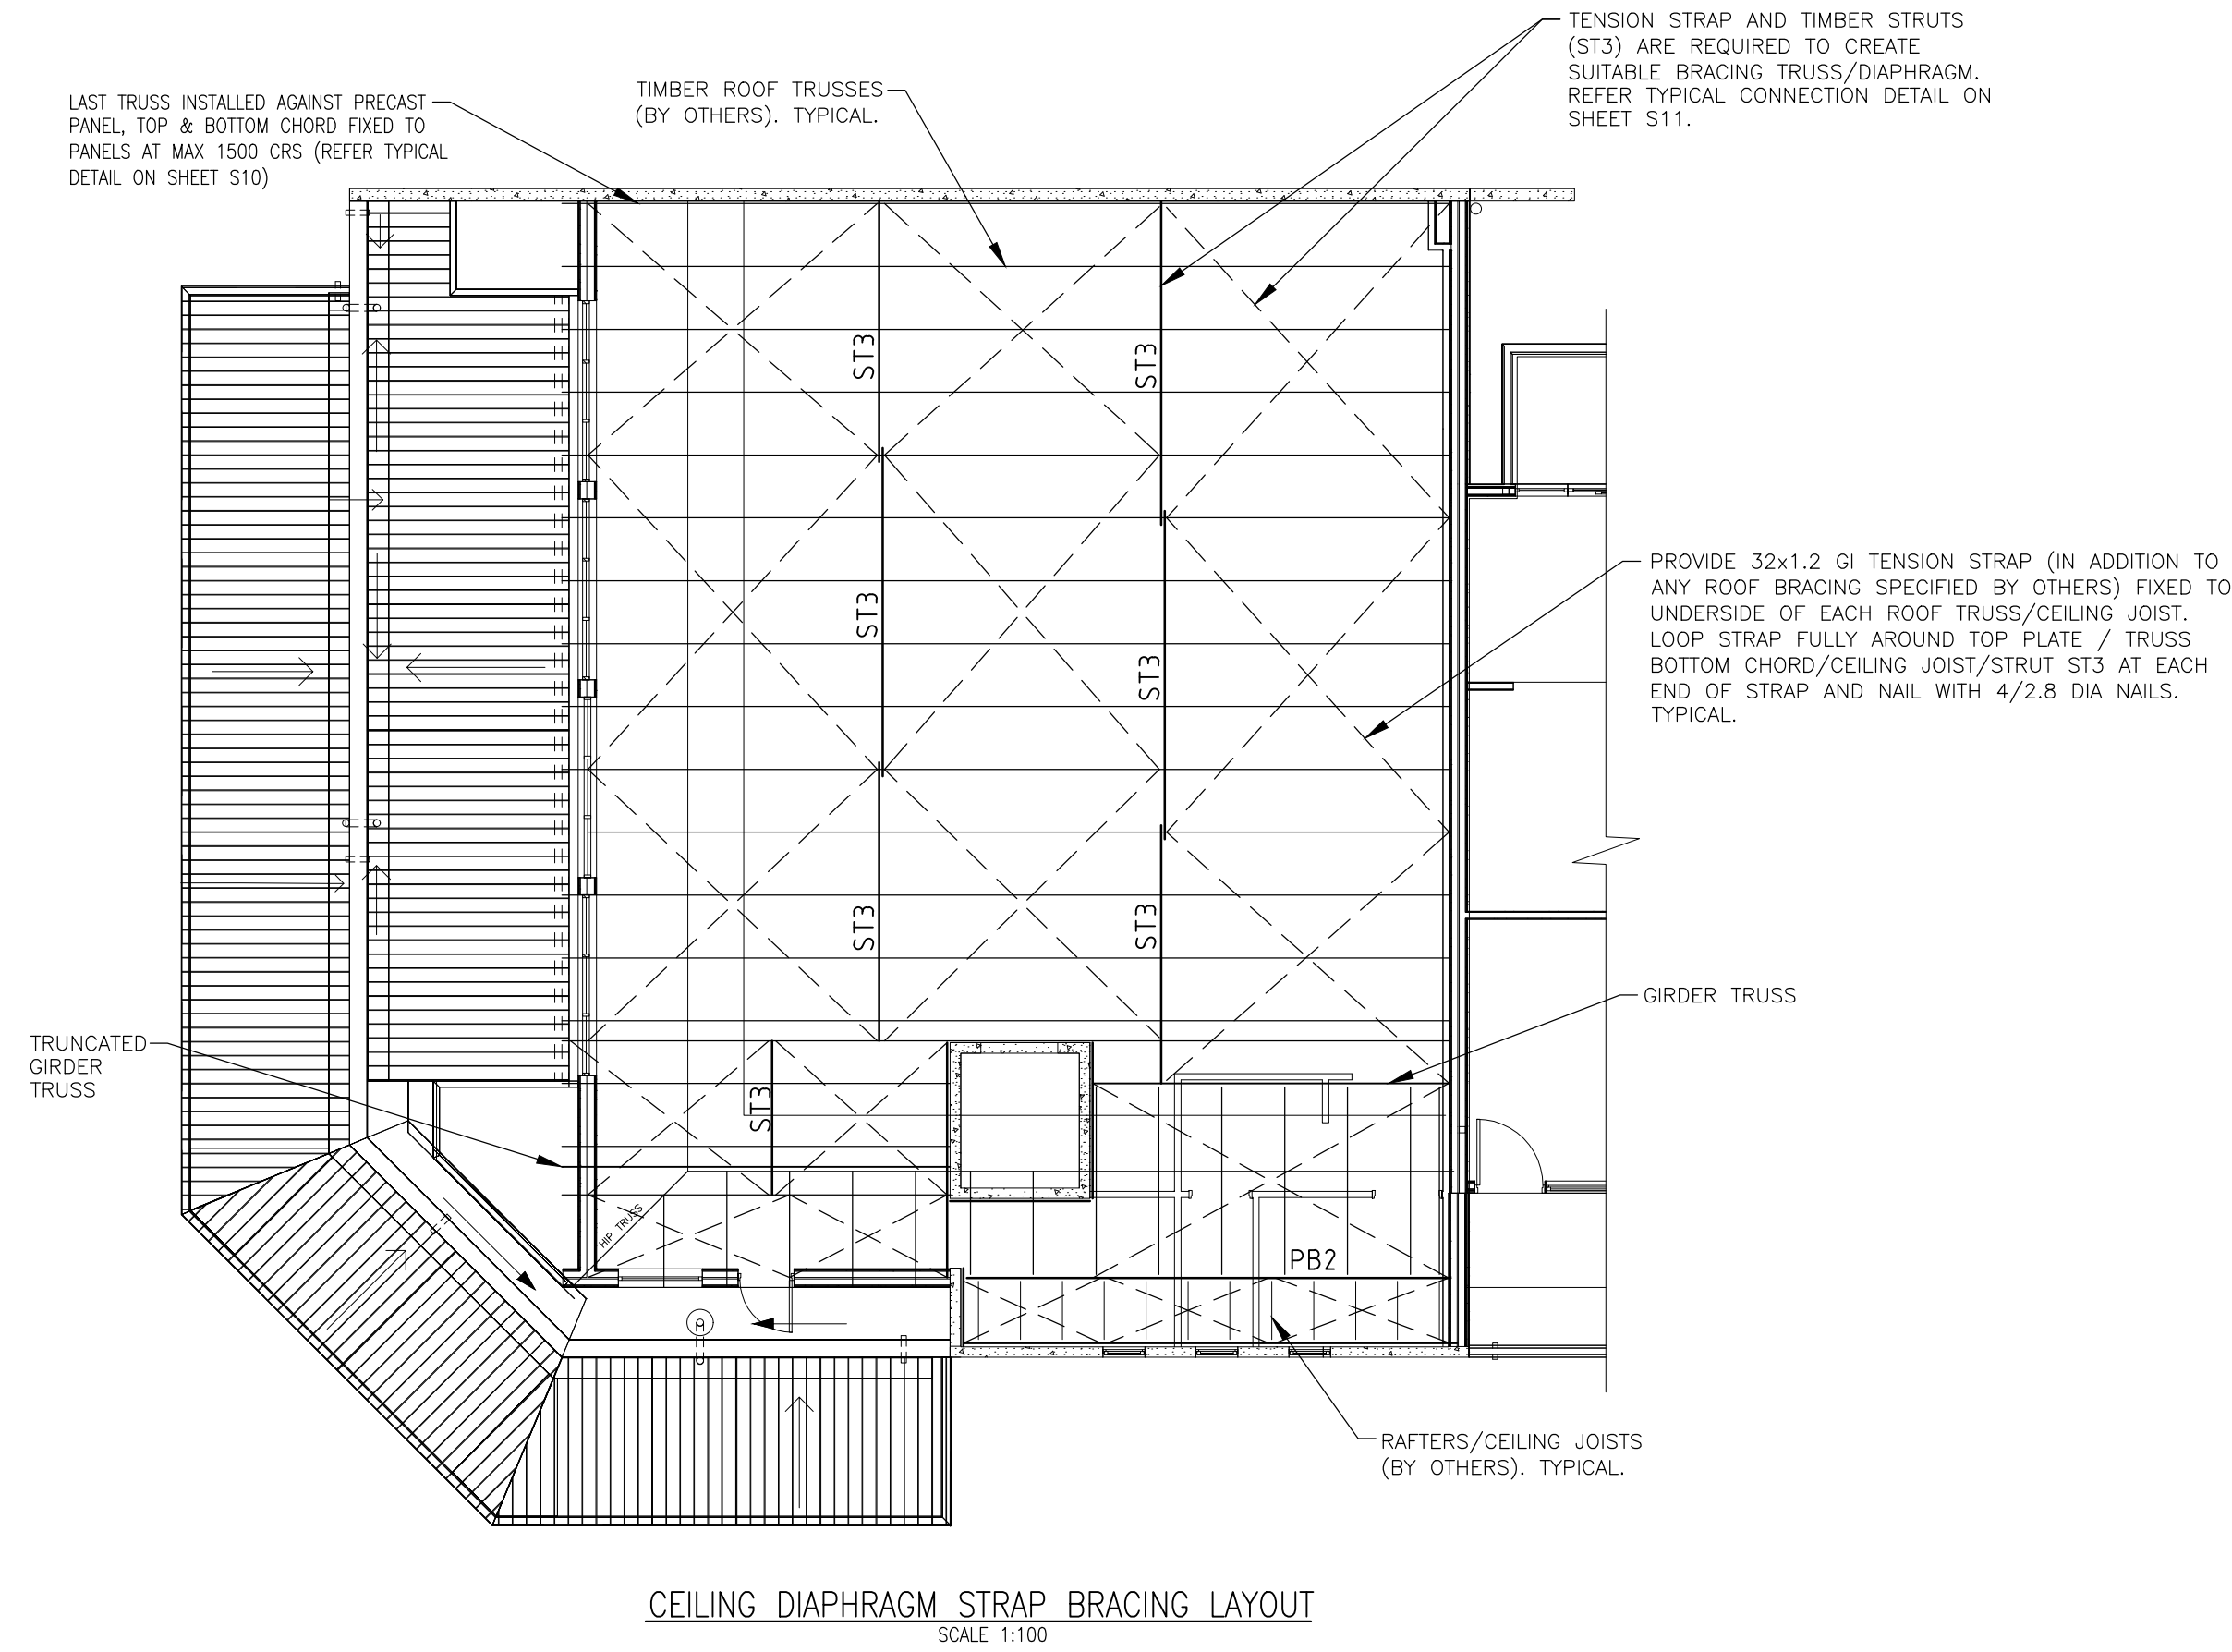 TENSION STRAP AND TIMBER STRUTS
(ST3) ARE REQUIRED TO CREATE
SUITABLE BRACING TRUSS/DIAPHRAGM.
REFER TYPICAL CONNECTION DETAIL ON
SHEET S11.
TIMBER ROOF TRUSSES
(BY OTHERS). TYPICAL.
LAST TRUSS INSTALLED AGAINST PRECAST
PANEL, TOP & BOTTOM CHORD FIXED TO
PANELS AT MAX 1500 CRS (REFER TYPICAL
DETAIL ON SHEET S10)
ST3
ST3
PROVIDE 32x1.2 GI TENSION STRAP (IN ADDITION TO
ANY ROOF BRACING SPECIFIED BY OTHERS) FIXED TO
UNDERSIDE OF EACH ROOF TRUSS/CEILING JOIST.
LOOP STRAP FULLY AROUND TOP PLATE / TRUSS
BOTTOM CHORD/CEILING JOIST/STRUT ST3 AT EACH
END OF STRAP AND NAIL WITH 4/2.8 DIA NAILS.
TYPICAL.
ST3
ST3
ST3
ST3
GIRDER TRUSS
TRUNCATED
GIRDER
TRUSS
ST3
HIP TRUSS
PB2
RAFTERS/CEILING JOISTS
(BY OTHERS). TYPICAL.
CEILING DIAPHRAGM STRAP BRACING LAYOUT
SCALE 1:100